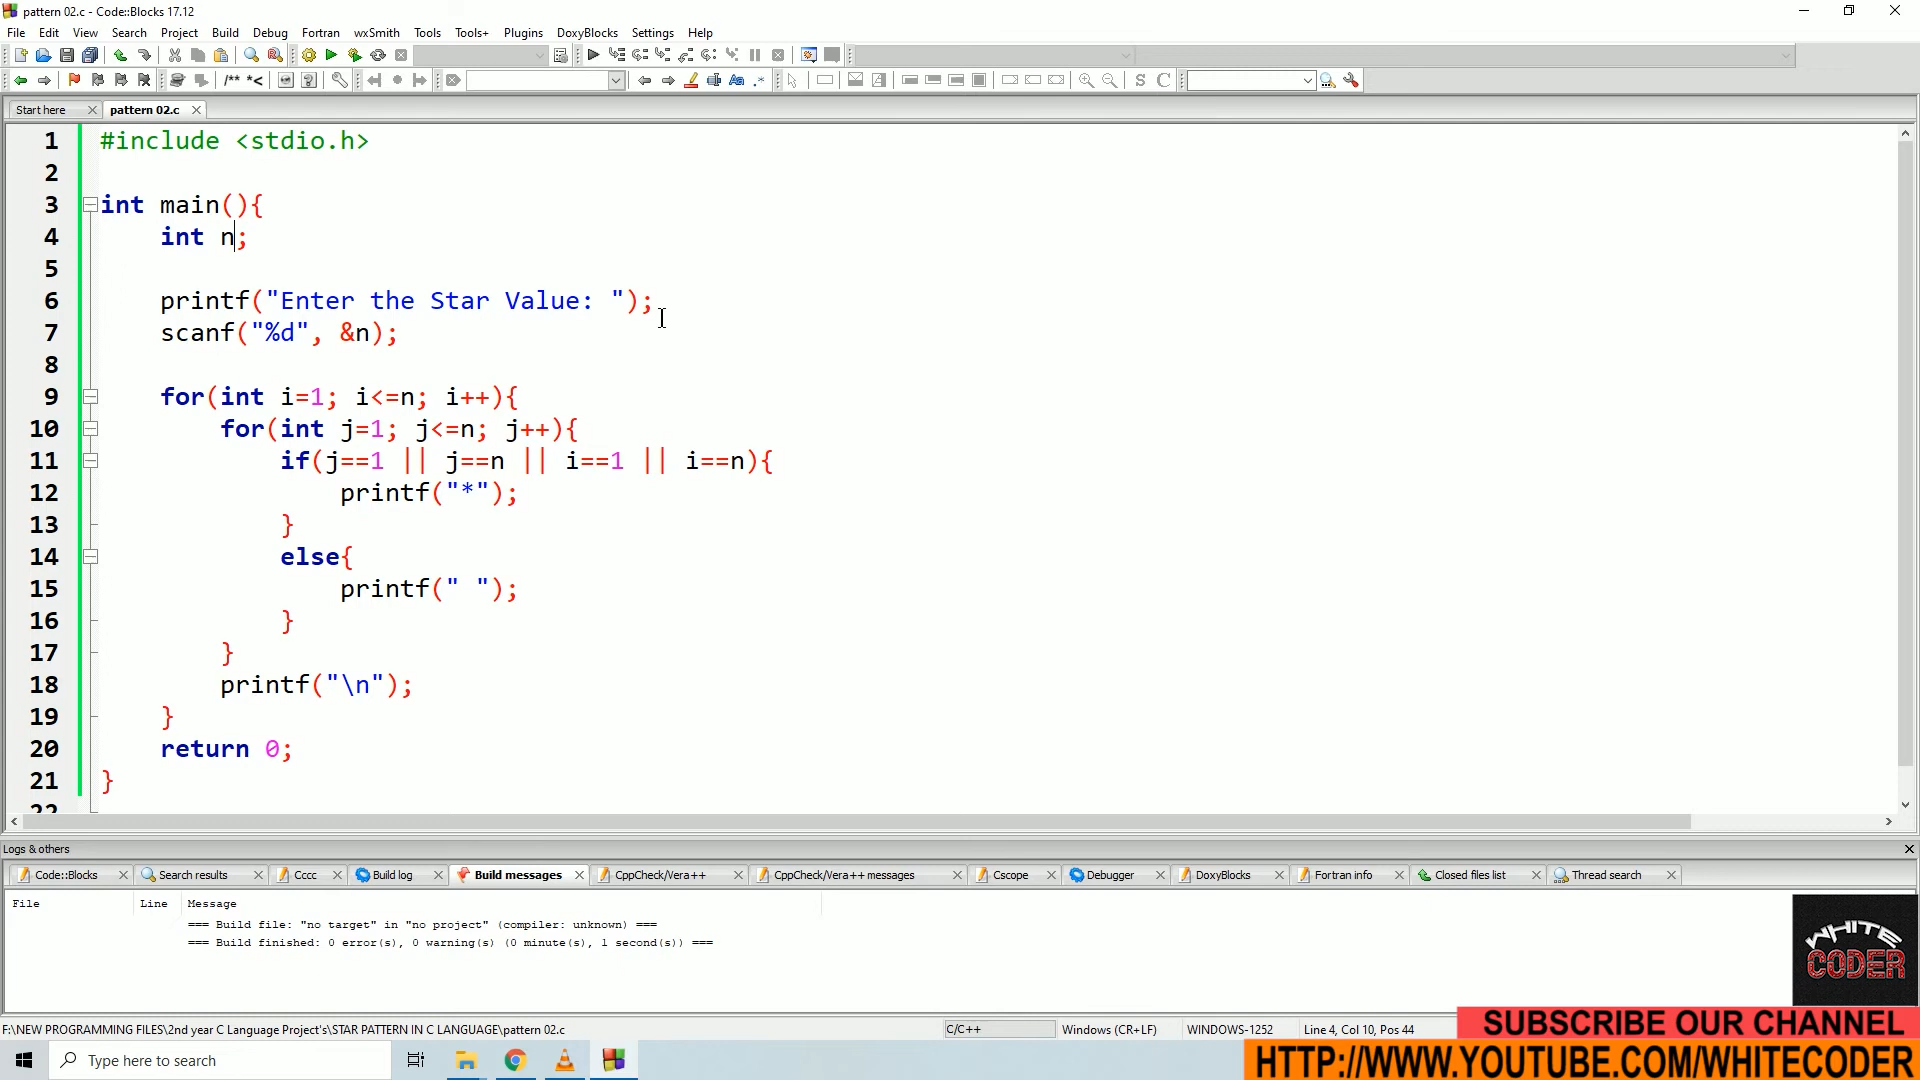 pattern 02.c - Code::Blocks 17.12
File Edit View Search Project Build Debug Fortran wxSmith Tools Tools+ Plugins DoxyBlocks Settings Help
/** *< Aa .* S C
Start here pattern 02.c
1 #include <stdio.h>
2
3 int main(){
4 int n;
5
6 printf("Enter the Star Value: ");
7 scanf("%d", &n);
8
9 for(int i=1; i<=n; i++){
10 for(int j=1; j<=n; j++){
11 if(j==1 || j==n || i==1 || i==n){
12 printf("*");
13 }
14 else{
15 printf(" ");
16 }
17 }
18 printf("\n");
19 }
20 return 0;
21 }
22
Logs & others
Code::Blocks Search results Cccc Build log Build messages CppCheck/Vera++ CppCheck/Vera++ messages Cscope Debugger DoxyBlocks Fortran info Closed files list Thread search
File Line Message
=== Build file: "no target" in "no project" (compiler: unknown) ===
=== Build finished: 0 error(s), 0 warning(s) (0 minute(s), 1 second(s)) ===
WHITE
CODER
F:\NEW PROGRAMMING FILES\2nd year C Language Project's\STAR PATTERN IN C LANGUAGE\pattern 02.c C/C++ Windows (CR+LF) WINDOWS-1252 Line 4, Col 10, Pos 44
SUBSCRIBE OUR CHANNEL
Type here to search
HTTP://WWW.YOUTUBE.COM/WHITECODER